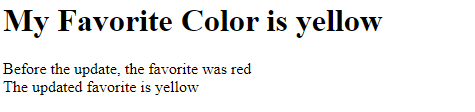 My Favorite Color is yellow
Before the update, the favorite was red
The updated favorite is yellow